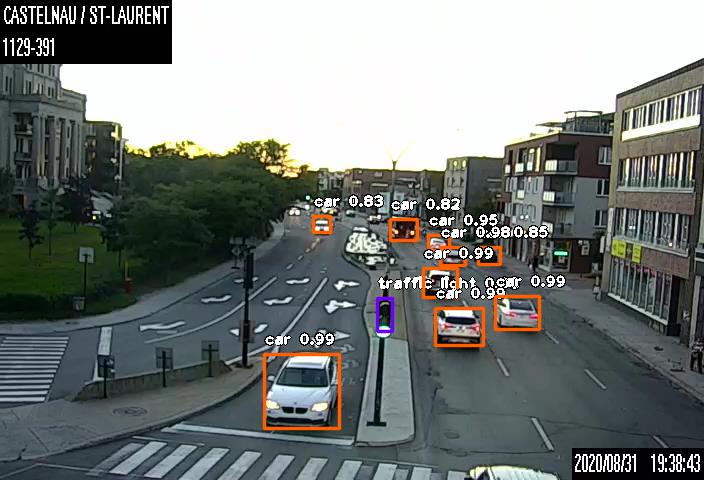 CASTELNAU / ST-LAURENT
1129-391
car 0.83
car 0.82
car 0.95
car 0.98
0.85
car 0.99
traffic light
car 0.99
car 0.99
car 0.99
2020/08/31 19:38:43